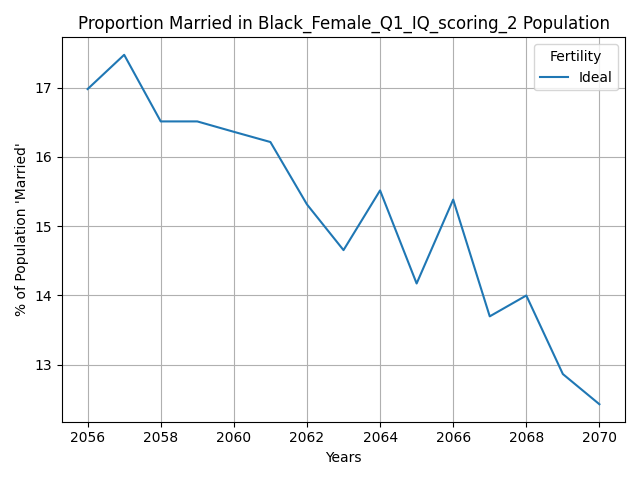 Proportion Married in Black_Female_Q1_IQ_scoring_2 Population
Fertility
Ideal
% of Population 'Married'
17
16
15
14
13
2056 2058 2060 2062 2064 2066 2068 2070
Years